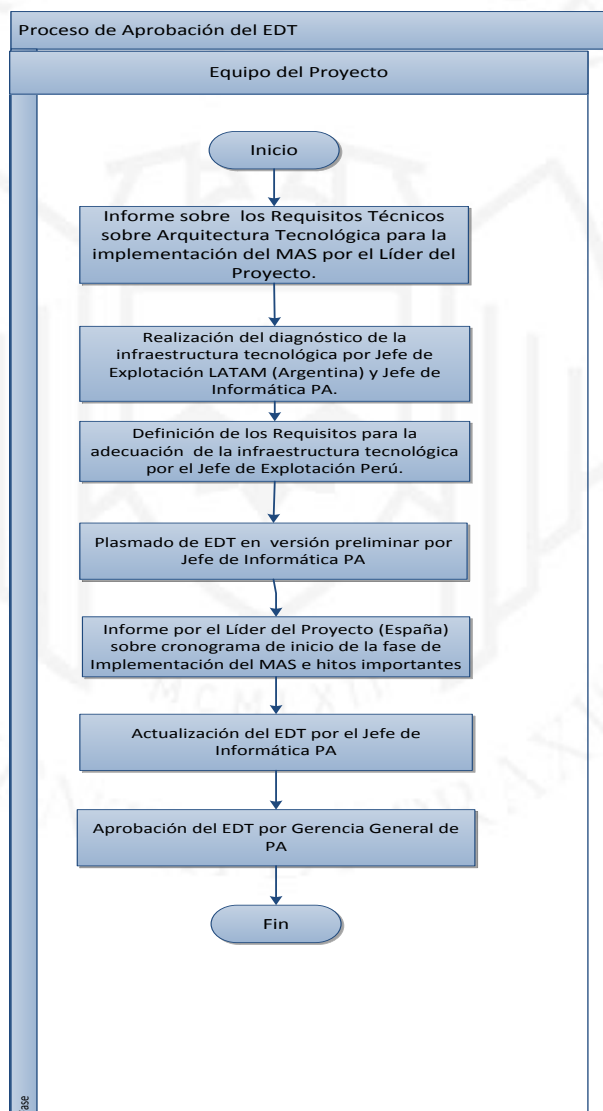 Proceso de Aprobación del EDT
Equipo del Proyecto
Inicio
Informe sobre los Requisitos Técnicos
sobre Arquitectura Tecnológica para la
implementación del MAS por el Líder del
Proyecto.
Realización del diagnóstico de la
infraestructura tecnológica por Jefe de
Explotación LATAM (Argentina) y Jefe de
Informática PA.
Definición de los Requisitos para la
adecuación de la infraestructura tecnológica
por el Jefe de Explotación Perú.
Plasmado de EDT en versión preliminar por
Jefe de Informática PA
Informe por el Líder del Proyecto (España)
sobre cronograma de inicio de la fase de
Implementación del MAS e hitos importantes
MCMLXII
Actualización del EDT por el Jefe de
Informática PA
Aprobación del EDT por Gerencia General de
PA
Fin